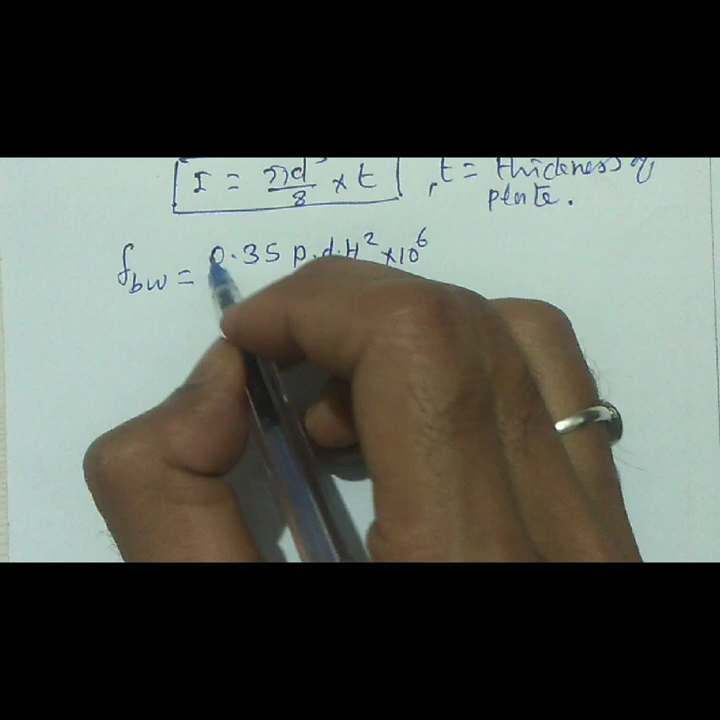 I = πd³/8 × t , t = thickness of
plate.
f_bw = 0.35 p.d.H² ×10⁶